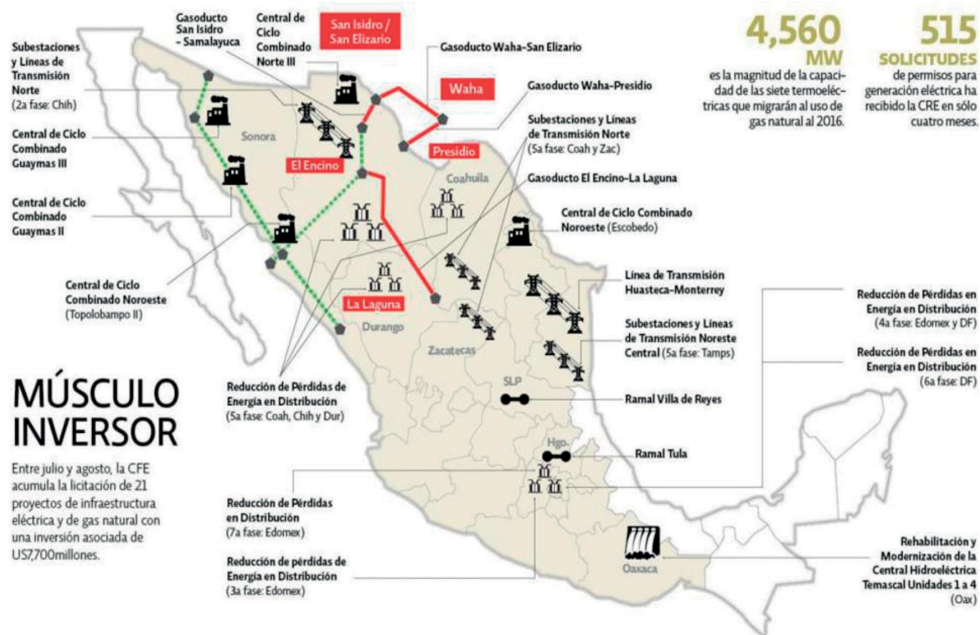 Gasoducto
San Isidro
– Samalayuca
Central de
Ciclo
Combinado
Norte III
San Isidro /
San Elizario
Gasoducto Waha-San Elizario
Waha
Gasoducto Waha-Presidio
4,560
MW
es la magnitud de la capaci-
dad de las siete termoeléc-
tricas que migrarán al uso de
gas natural al 2016.
515
SOLICITUDES
de permisos para
generación eléctrica ha
recibido la CRE en sólo
cuatro meses.
Subestaciones
y Líneas de
Transmisión
Norte
(2a fase: Chih)
Central de Ciclo
Combinado
Guaymas III
Central de Ciclo
Combinado
Guaymas II
Central de Ciclo
Combinado Noroeste
(Topolobampo II)
Sonora
El Encino
Presidio
Coahuila
Subestaciones y Líneas
de Transmisión Norte
(5a fase: Coah y Zac)
Gasoducto El Encino-La Laguna
Central de Ciclo Combinado
Noroeste (Escobedo)
Línea de Transmisión
Huasteca-Monterrey
Subestaciones y Líneas
de Transmisión Noreste
Central (5a fase: Tamps)
Reducción de Pérdidas en
Energía en Distribución
(4a fase: Edomex y DF)
Reducción de Pérdidas en
Energía en Distribución
(6a fase: DF)
La Laguna
Durango
Zacatecas
SLP
Ramal Villa de Reyes
Hgo.
Ramal Tula
MÚSCULO
INVERSOR
Entre julio y agosto, la CFE
acumula la licitación de 21
proyectos de infraestructura
eléctrica y de gas natural con
una inversión asociada de
US7,700millones.
Reducción de Pérdidas de
Energía en Distribución
(5a fase: Coah, Chih y Dur)
Reducción de Pérdidas
en Distribución
(7a fase: Edomex)
Reducción de pérdidas de
Energía en Distribución
(3a fase: Edomex)
Oaxaca
Rehabilitación y
Modernización de la
Central Hidroeléctrica
Temascal Unidades 1 a 4
(Oax)